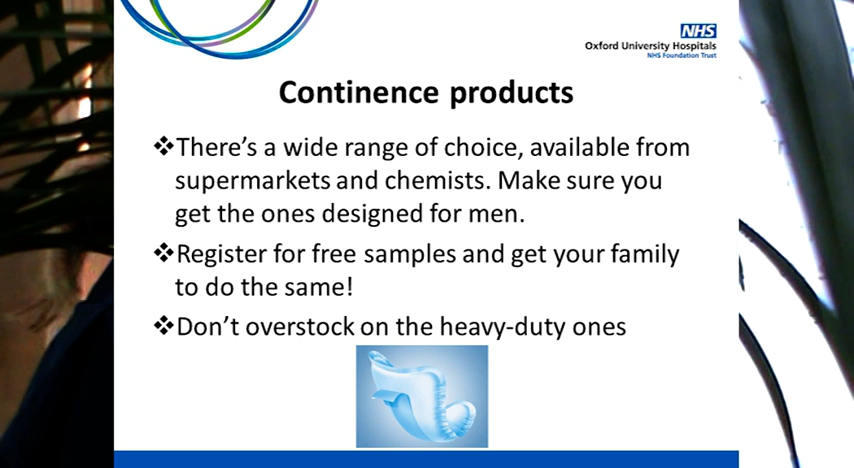 NHS
Oxford University Hospitals
NHS Foundation Trust
Continence products
❖There’s a wide range of choice, available from
supermarkets and chemists. Make sure you
get the ones designed for men.
❖Register for free samples and get your family
to do the same!
❖Don’t overstock on the heavy-duty ones